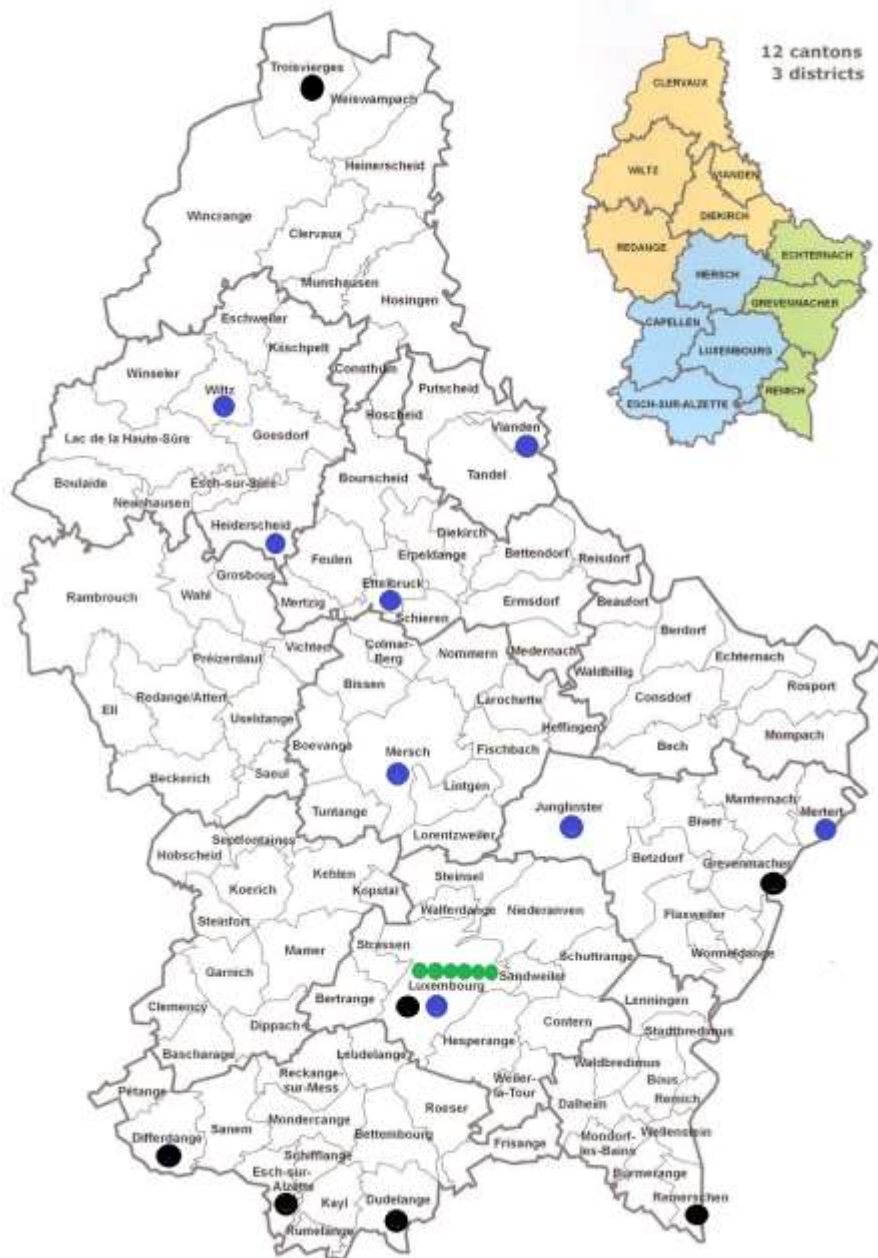 12 cantons
3 districts
CLERVAUX
WILTZ
VIANDEN
DIEKIRCH
REDANGE
MERSCH
ECHTERNACH
GREVENMACHER
CAPELLEN
LUXEMBOURG
ESCH-SUR-ALZETTE
REMICH
Troisvierges
Weiswampach
Heinerscheid
Wincrange
Clervaux
Munshausen
Hosingen
Eschweiler
Kiischpelt
Winseler
Consthum
Putscheid
Wiltz
Hoscheid
Vianden
Lac de la Haute-Sûre
Goesdorf
Bourscheid
Tandel
Boulaide
Esch-sur-Sûre
Neunhausen
Heiderscheid
Diekirch
Feulen
Erpeldange
Bettendorf
Reisdorf
Grosbous
Ettelbruck
Rambrouch
Wahl
Mertzig
Schieren
Ermsdorf
Beaufort
Berdorf
Vichten
Colmar-
Berg
Nommern
Medernach
Préizerdaul
Echternach
Waldbillig
Bissen
Rosport
Ell
Redange/Attert
Larochette
Consdorf
Useldange
Heffingen
Boevange
Mersch
Fischbach
Bech
Mompach
Beckerich
Saeul
Lintgen
Tuntange
Junglinster
Manternach
Mertert
Biwer
Lorentzweiler
Septfontaines
Hobscheid
Betzdorf
Grevenmacher
Kehlen
Steinsel
Koerich
Kopstal
Walferdange
Niederanven
Flaxweiler
Steinfort
Strassen
Mamer
Schuttrange
Wormeldange
Garnich
Sandweiler
Luxembourg
Bertrange
Clemency
Lenningen
Dippach
Contern
Stadtbredimus
Bascharage
Leudelange
Hesperange
Reckange-
sur-Mess
Waldbredimus
Weiler-
la-Tour
Bous
Pétange
Roeser
Remich
Dalheim
Mondercange
Sanem
Bettembourg
Wellenstein
Differdange
Frisange
Mondorf-
les-Bains
Schifflange
Burmerange
Esch-sur-
Alzette
Kayl
Dudelange
Remerschen
Rumelange